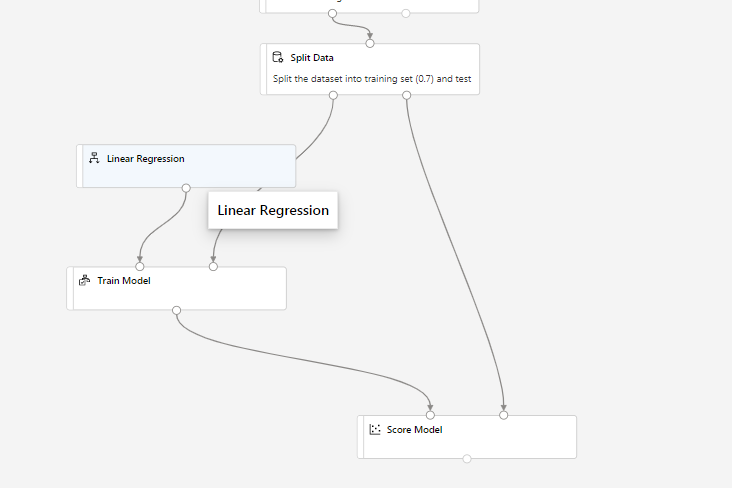 Split Data
Split the dataset into training set (0.7) and test
Linear Regression
Linear Regression
Train Model
Score Model